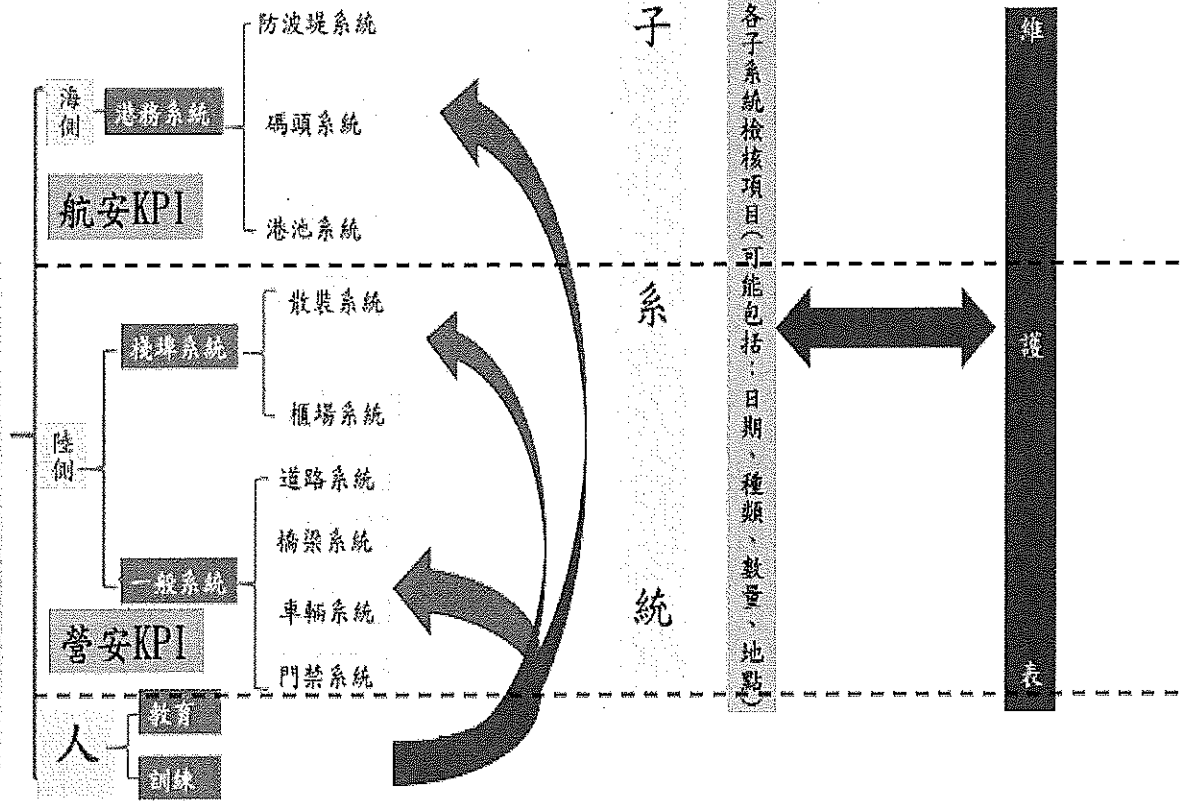 海側
港務系統
防波堤系統
碼頭系統
港池系統
航安KPI
陸側
棧埠系統
散裝系統
櫃場系統
一般系統
道路系統
橋梁系統
車輛系統
門禁系統
營安KPI
人
教育
訓練
子系統
各子系統檢核項目(可能包括：日期、種類、數量、地點)
維護表